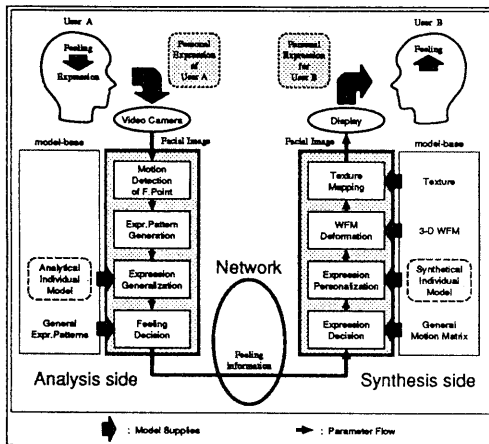 User A
Feeling
Expression
Personal
Expression
of
User A
Personal
Expression
for
User B
User B
Feeling
Video Camera
Display
model-base
Facial Image
Facial Image
model-base
Motion
Detection
of F.Point
Texture
Mapping
Texture
Expr.Pattern
Generation
WFM
Deformation
3-D WFM
Analytical
Individual
Model
Expression
Generalization
Network
Expression
Personalization
Synthetical
Individual
Model
General
Expr.Patterns
Feeling
Decision
Expression
Decision
General
Motion Matrix
Feeling
Information
Analysis side
Synthesis side
: Model Supplies
: Parameter Flow